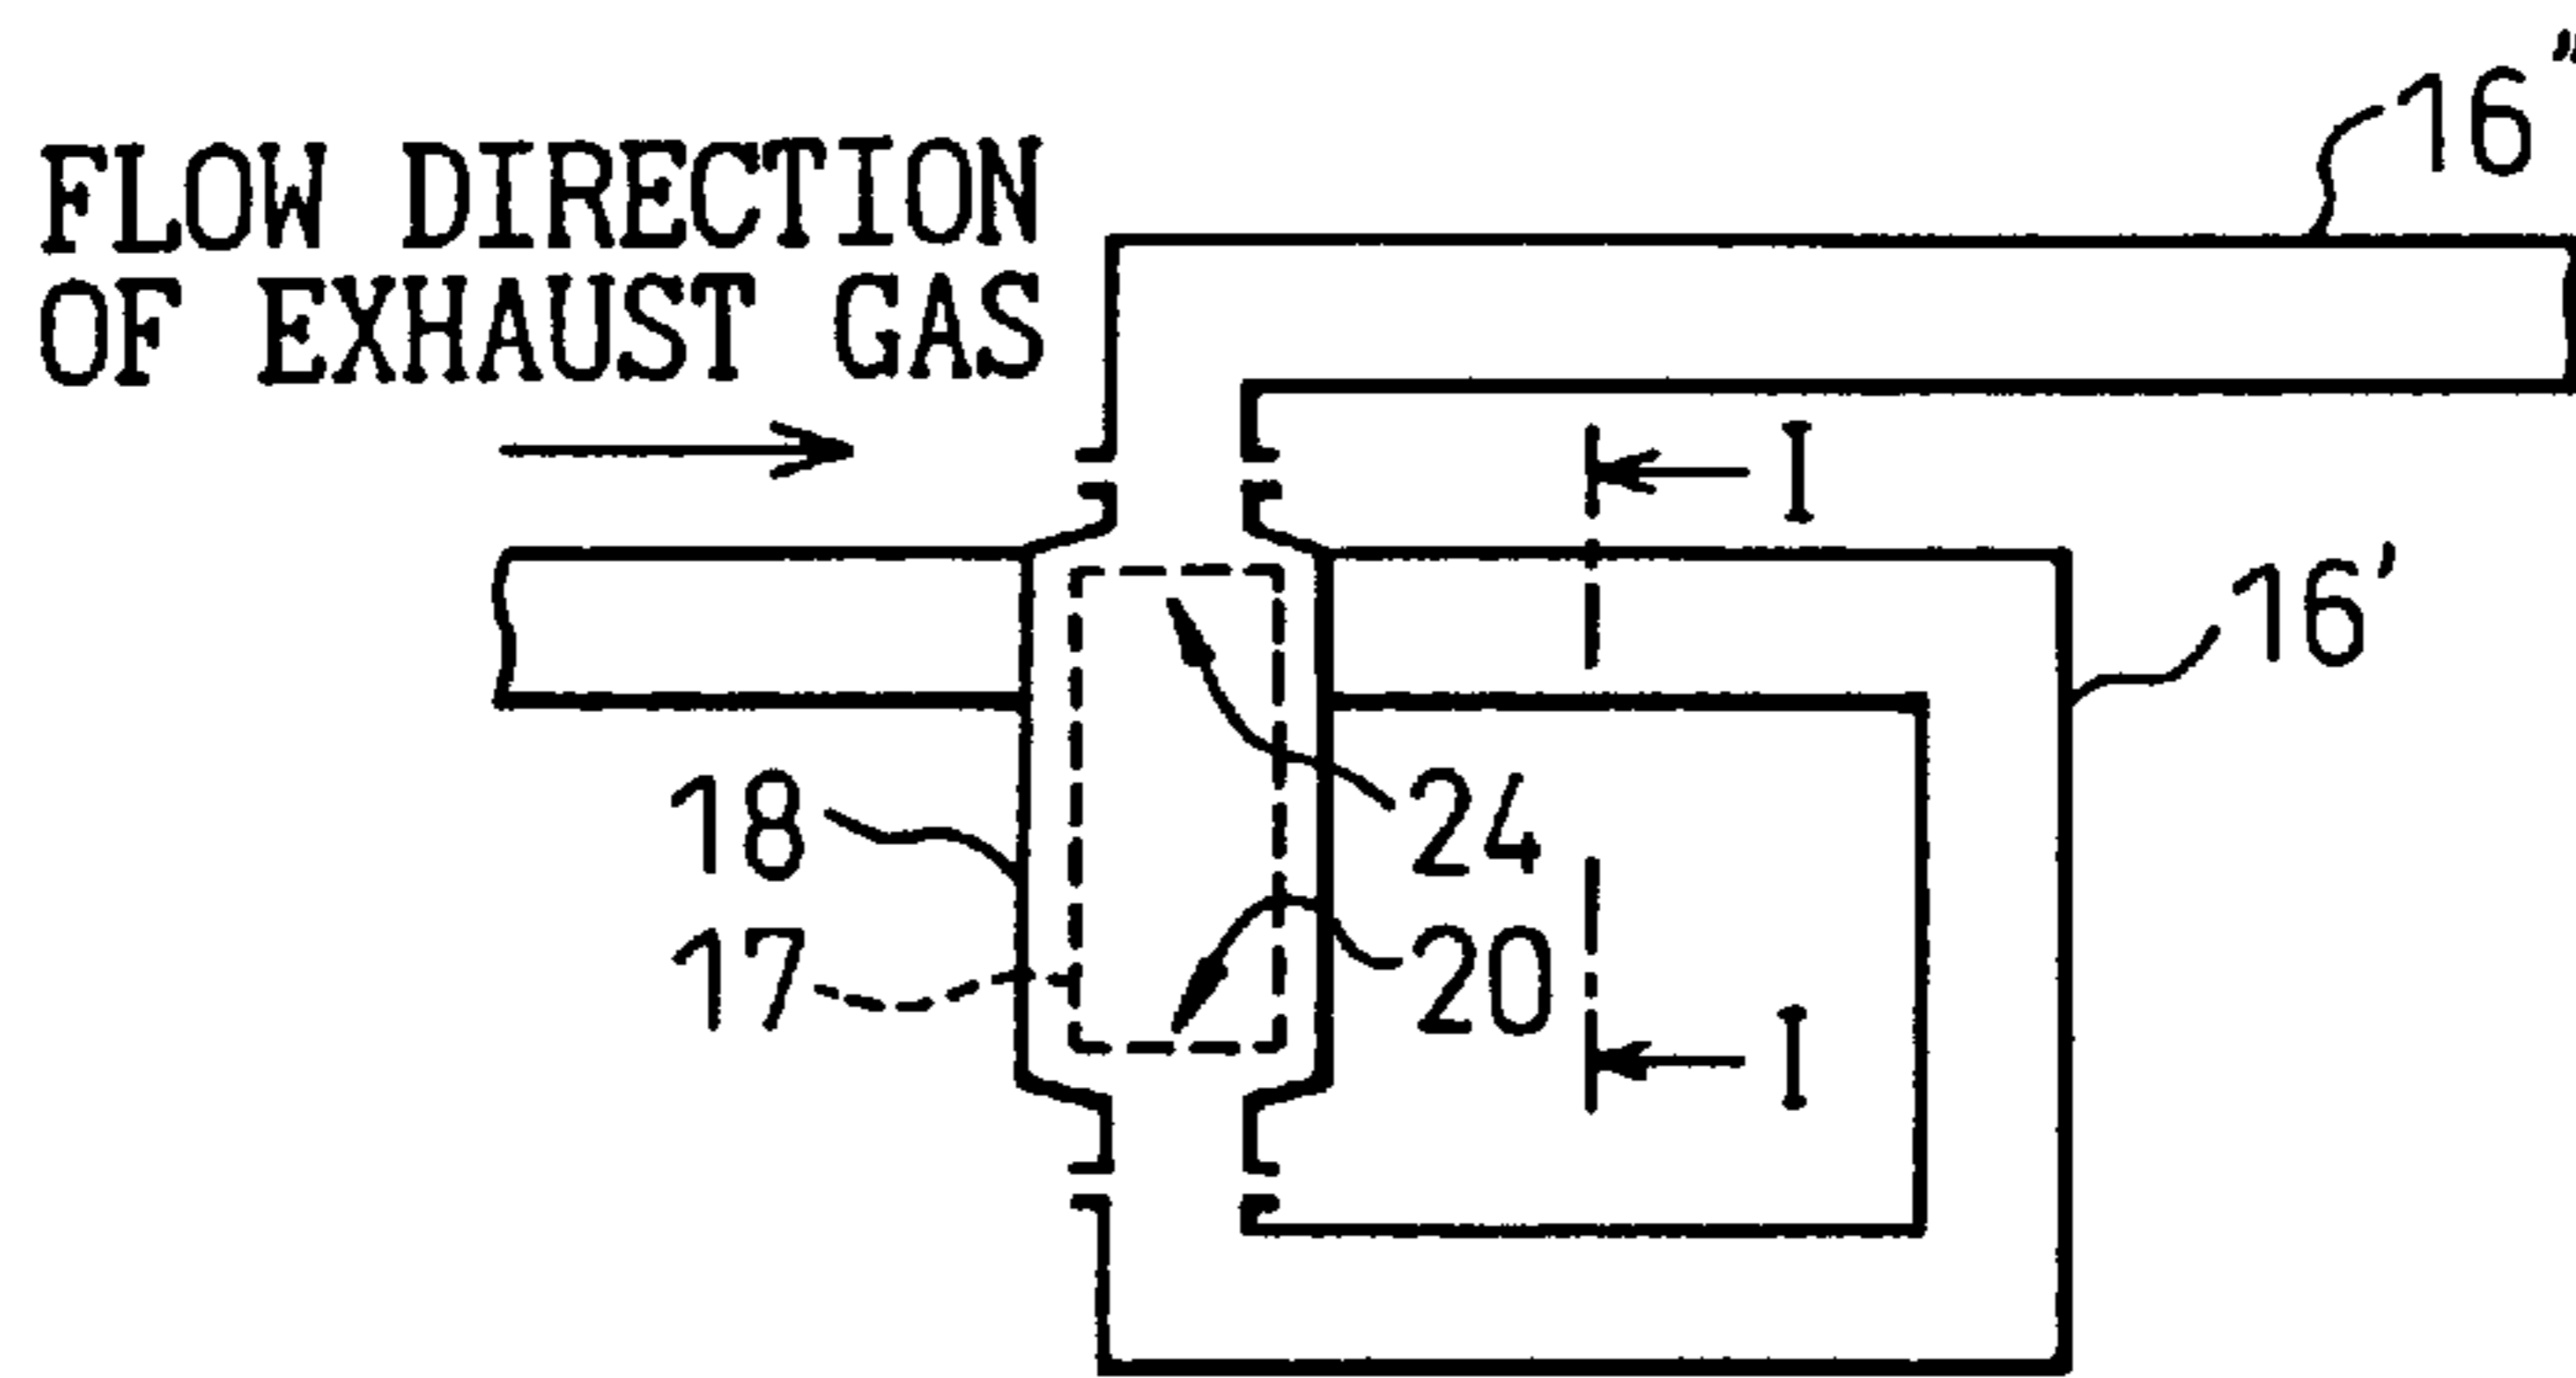 FLOW DIRECTION
OF EXHAUST GAS
16"
I
16'
18
24
17
20
I